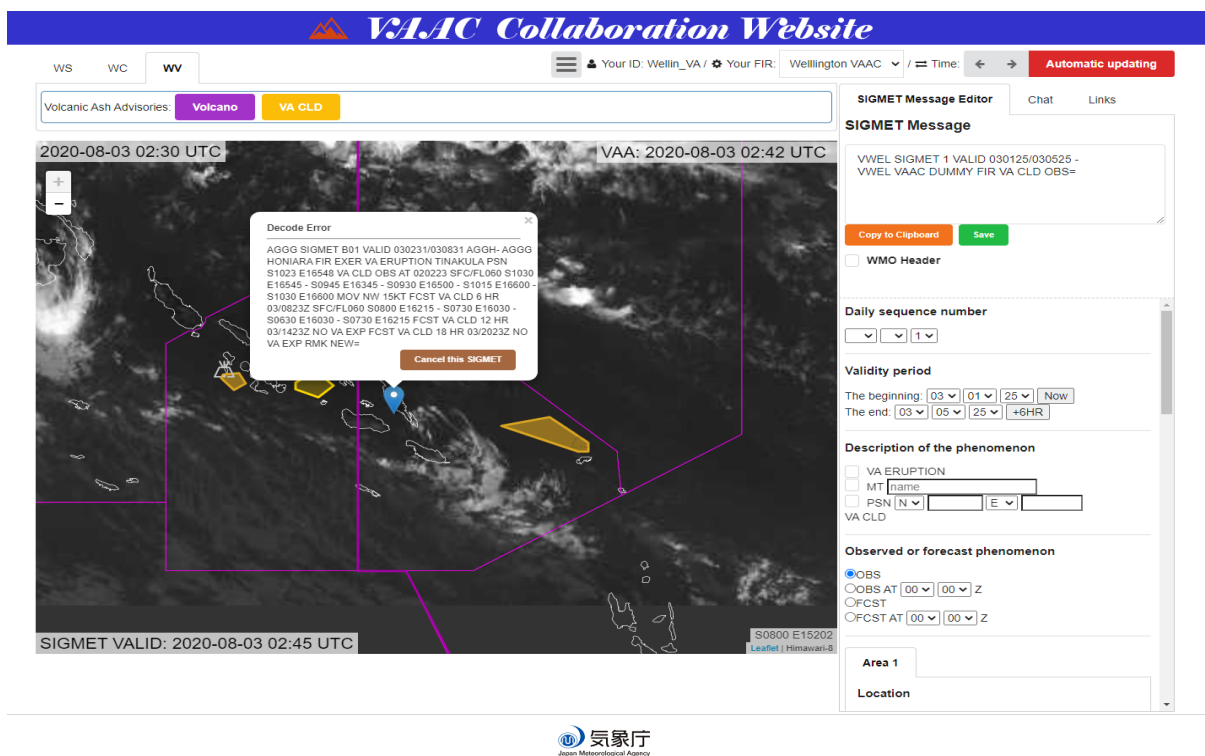 VAAC Collaboration Website
WS WC WV
Your ID: Wellin_VA / Your FIR: Welllington VAAC / Time: Automatic updating
Volcanic Ash Advisories: Volcano VA CLD
2020-08-03 02:30 UTC
VAA: 2020-08-03 02:42 UTC
+
−
Decode Error
×
AGGG SIGMET B01 VALID 030231/030831 AGGH- AGGG
HONIARA FIR EXER VA ERUPTION TINAKULA PSN
S1023 E16548 VA CLD OBS AT 020223 SFC/FL060 S1030
E16545 - S0945 E16345 - S0930 E16500 - S1015 E16600 -
S1030 E16600 MOV NW 15KT FCST VA CLD 6 HR
03/0823Z SFC/FL060 S0800 E16215 - S0730 E16030 -
S0630 E16030 - S0730 E16215 FCST VA CLD 12 HR
03/1423Z NO VA EXP FCST VA CLD 18 HR 03/2023Z NO
VA EXP RMK NEW=
Cancel this SIGMET
SIGMET VALID: 2020-08-03 02:45 UTC
S0800 E15202
Leaflet | Himawari-8
SIGMET Message Editor Chat Links
SIGMET Message
VWEL SIGMET 1 VALID 030125/030525 -
VWEL VAAC DUMMY FIR VA CLD OBS=
Copy to Clipboard Save
WMO Header
Daily sequence number
1
Validity period
The beginning: 03 01 25 Now
The end: 03 05 25 +6HR
Description of the phenomenon
VA ERUPTION
MT name
PSN N E
VA CLD
Observed or forecast phenomenon
OBS
OBS AT 00 00 Z
FCST
FCST AT 00 00 Z
Area 1
Location
気象庁
Japan Meteorological Agency